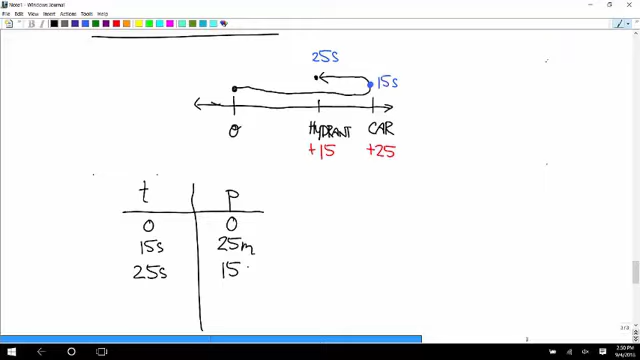 Note1 - Windows Journal
File Edit View Insert Actions Tools Help
25s
15s
0 HYDRANT CAR
+15 +25
t p
0 0
15s 25m
25s 15
2:50 PM